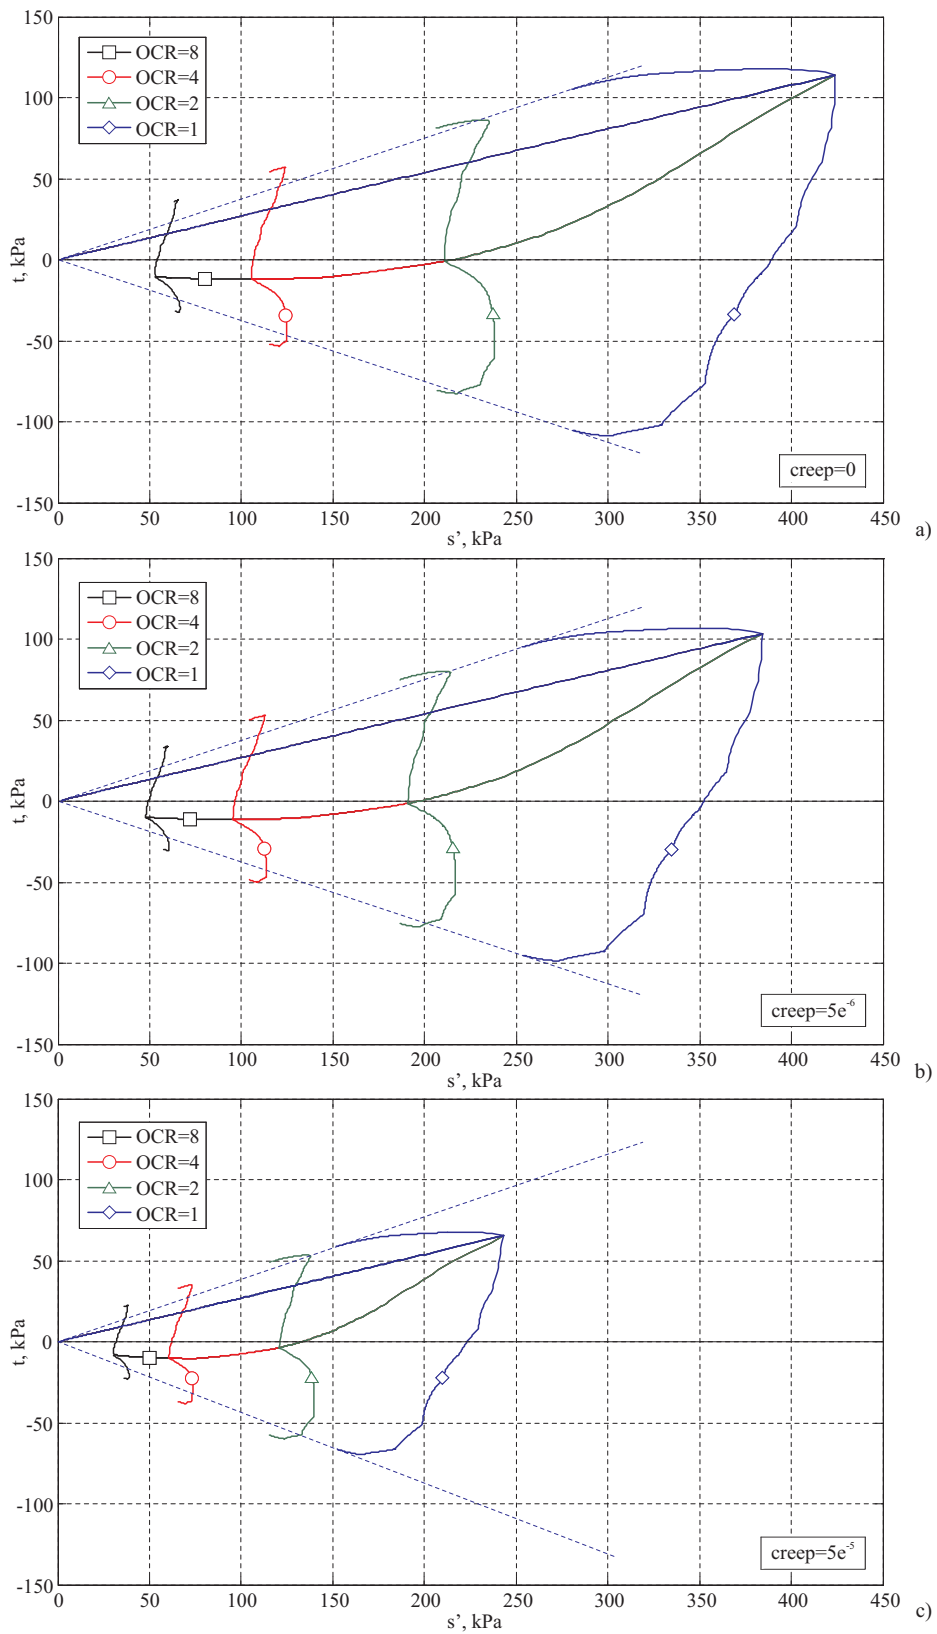 150
100
50
0
-50
-100
-150
t, kPa
OCR=8
OCR=4
OCR=2
OCR=1
creep=0
0 50 100 150 200 250 300 350 400 450
s', kPa
a)
150
100
50
0
-50
-100
-150
t, kPa
OCR=8
OCR=4
OCR=2
OCR=1
creep=5e⁻⁶
0 50 100 150 200 250 300 350 400 450
s', kPa
b)
150
100
50
0
-50
-100
-150
t, kPa
OCR=8
OCR=4
OCR=2
OCR=1
creep=5e⁻⁵
0 50 100 150 200 250 300 350 400 450
s', kPa
c)